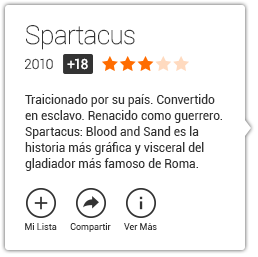 Spartacus
2010 +18
Traicionado por su país. Convertido
en esclavo. Renacido como guerrero.
Spartacus: Blood and Sand es la
historia más gráfica y visceral del
gladiador más famoso de Roma.
Mi Lista Compartir Ver Más